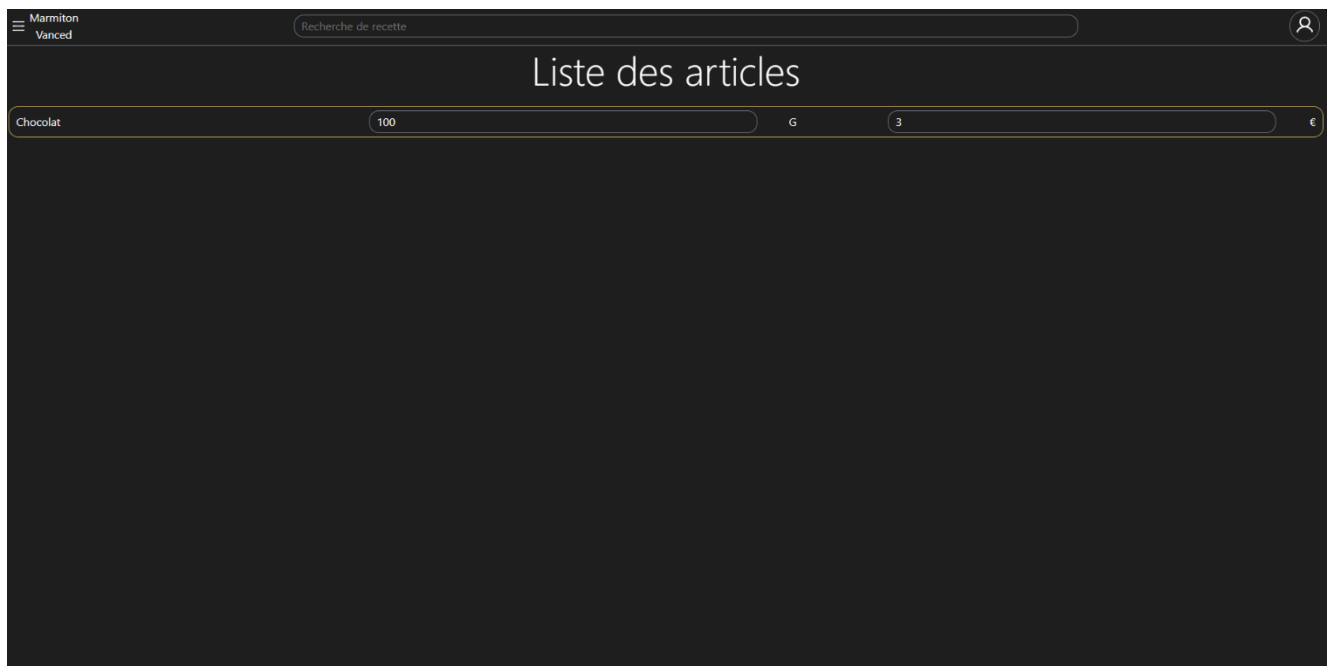 Marmiton
Vanced
Recherche de recette
Liste des articles
Chocolat 100 G 3 €